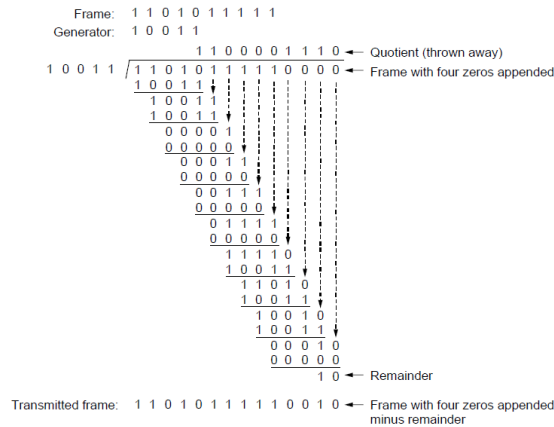 Frame: 1 1 0 1 0 1 1 1 1 1
Generator: 1 0 0 1 1
1 1 0 0 0 0 1 1 1 0 Quotient (thrown away)
1 0 0 1 1 1 1 0 1 0 1 1 1 1 1 0 0 0 0 Frame with four zeros appended
1 0 0 1 1
1 0 0 1 1
1 0 0 1 1
0 0 0 0 1
0 0 0 0 0
0 0 0 1 1
0 0 0 0 0
0 0 1 1 1
0 0 0 0 0
0 1 1 1 1
0 0 0 0 0
1 1 1 1 0
1 0 0 1 1
1 1 0 1 0
1 0 0 1 1
1 0 0 1 0
1 0 0 1 1
0 0 0 1 0
0 0 0 0 0
1 0 Remainder
Transmitted frame: 1 1 0 1 0 1 1 1 1 1 0 0 1 0 Frame with four zeros appended
minus remainder